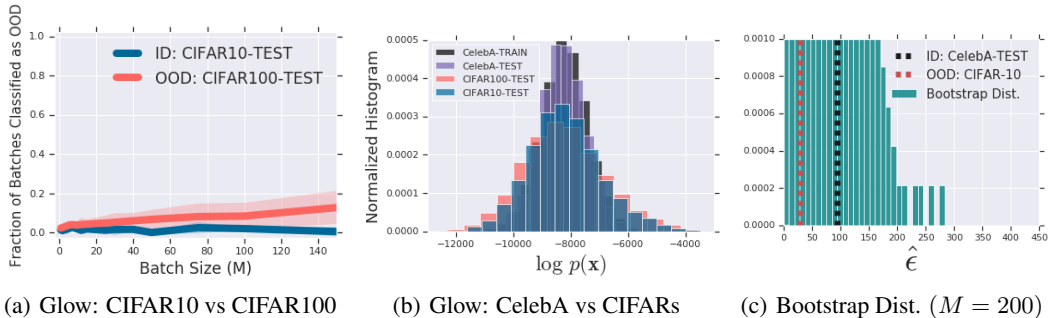 Fraction of Batches Classified as OOD
1.0
0.8
0.6
0.4
0.2
0.0
ID: CIFAR10-TEST
OOD: CIFAR100-TEST
0 20 40 60 80 100 120 140
Batch Size (M)
(a) Glow: CIFAR10 vs CIFAR100
Normalized Histogram
0.0005
0.0004
0.0003
0.0002
0.0001
0.0000
CelebA-TRAIN
CelebA-TEST
CIFAR100-TEST
CIFAR10-TEST
−12000 −10000 −8000 −6000 −4000
log p(x)
(b) Glow: CelebA vs CIFARs
0.0010
0.0008
0.0006
0.0004
0.0002
0.0000
ID: CelebA-TEST
OOD: CIFAR-10
Bootstrap Dist.
0 50 100 150 200 250 300 350 400 450
ϵ̂
(c) Bootstrap Dist. (M = 200)